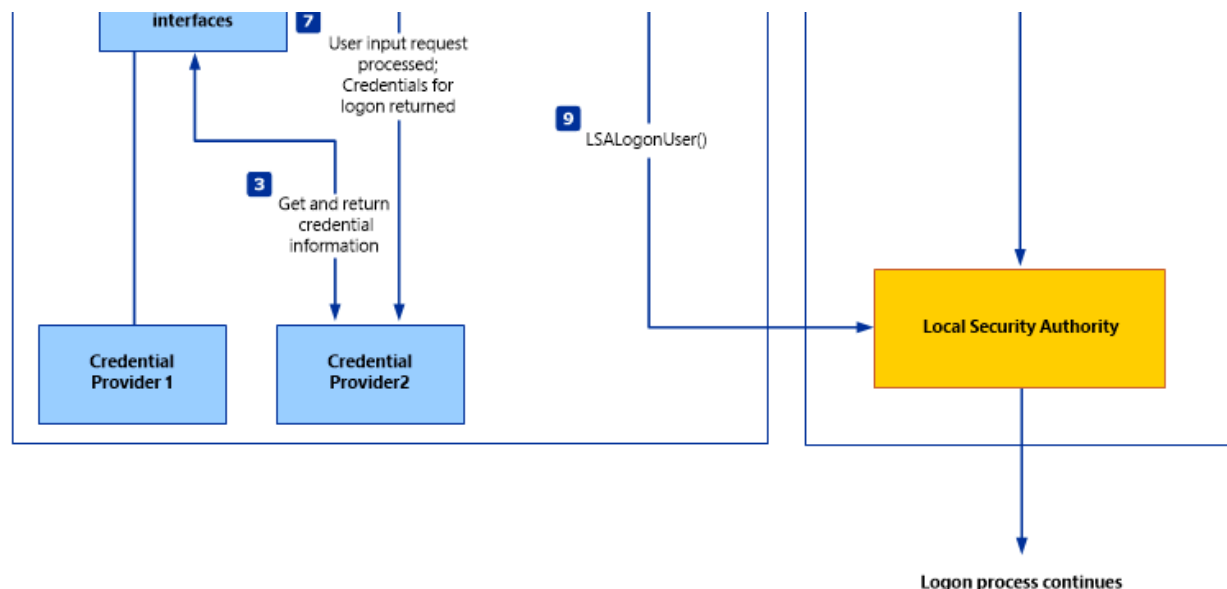 interfaces
7
User input request
processed;
Credentials for
logon returned
9
LSALogonUser()
3
Get and return
credential
information
Local Security Authority
Credential
Provider 1
Credential
Provider2
Logon process continues